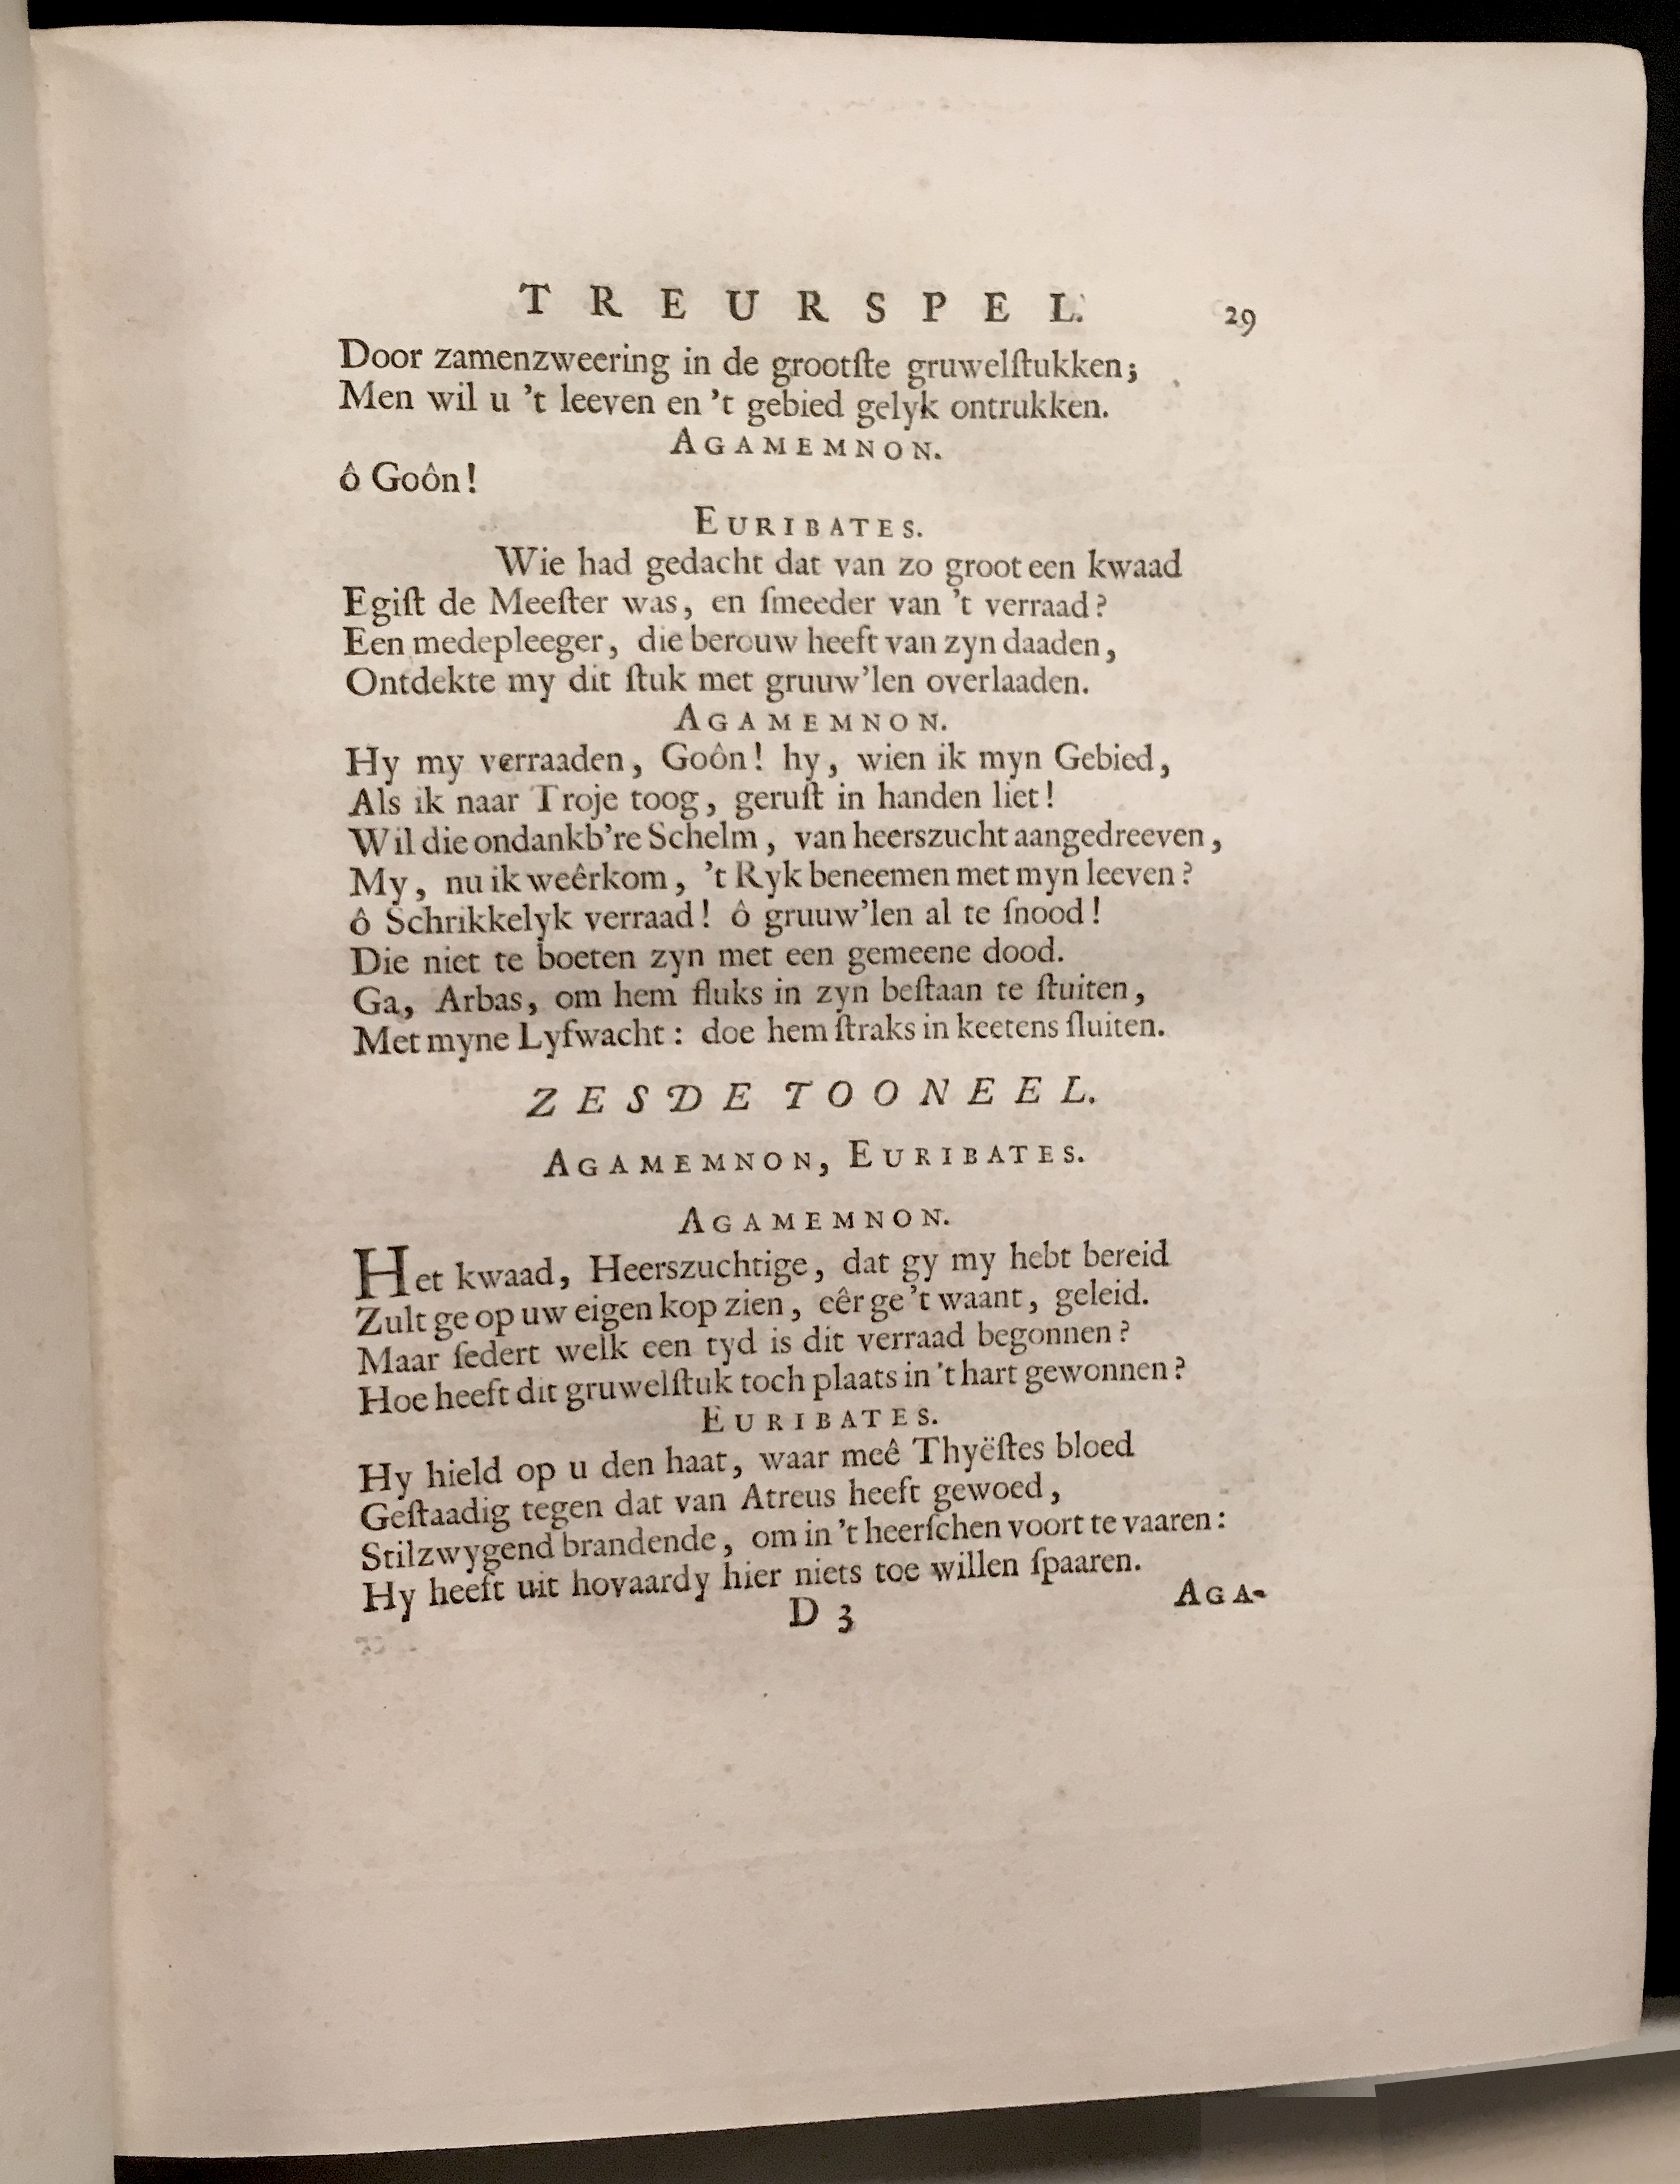 TREURSPEL. 29
Door zamenzweering in de grootſte gruwelſtukken;
Men wil u 't leeven en 't gebied gelyk ontrukken.
AGAMEMNON.
ô Goôn!
EURIBATES.
Wie had gedacht dat van zo groot een kwaad
Egiſt de Meeſter was, en ſmeeder van 't verraad?
Een medepleeger, die berouw heeft van zyn daaden,
Ontdekte my dit ſtuk met gruuw'len overlaaden.
AGAMEMNON.
Hy my verraaden, Goôn! hy, wien ik myn Gebied,
Als ik naar Troje toog, geruſt in handen liet!
Wil die ondankb're Schelm, van heerszucht aangedreeven,
My, nu ik weêrkom, 't Ryk beneemen met myn leeven?
ô Schrikkelyk verraad! ô gruuw'len al te ſnood!
Die niet te boeten zyn met een gemeene dood.
Ga, Arbas, om hem fluks in zyn beſtaan te ſtuiten,
Met myne Lyfwacht: doe hem ſtraks in keetens ſluiten.
ZESDE TOONEEL.
AGAMEMNON, EURIBATES.
AGAMEMNON.
Het kwaad, Heerszuchtige, dat gy my hebt bereid
Zult ge op uw eigen kop zien, eêr ge 't waant, geleid.
Maar ſedert welk een tyd is dit verraad begonnen?
Hoe heeft dit gruwelſtuk toch plaats in 't hart gewonnen?
EURIBATES.
Hy hield op u den haat, waar meê Thyëſtes bloed
Geſtaadig tegen dat van Atreus heeft gewoed,
Stilzwygend brandende, om in 't heerſchen voort te vaaren:
Hy heeft uit hovaardy hier niets toe willen ſpaaren.
D 3 AGA-